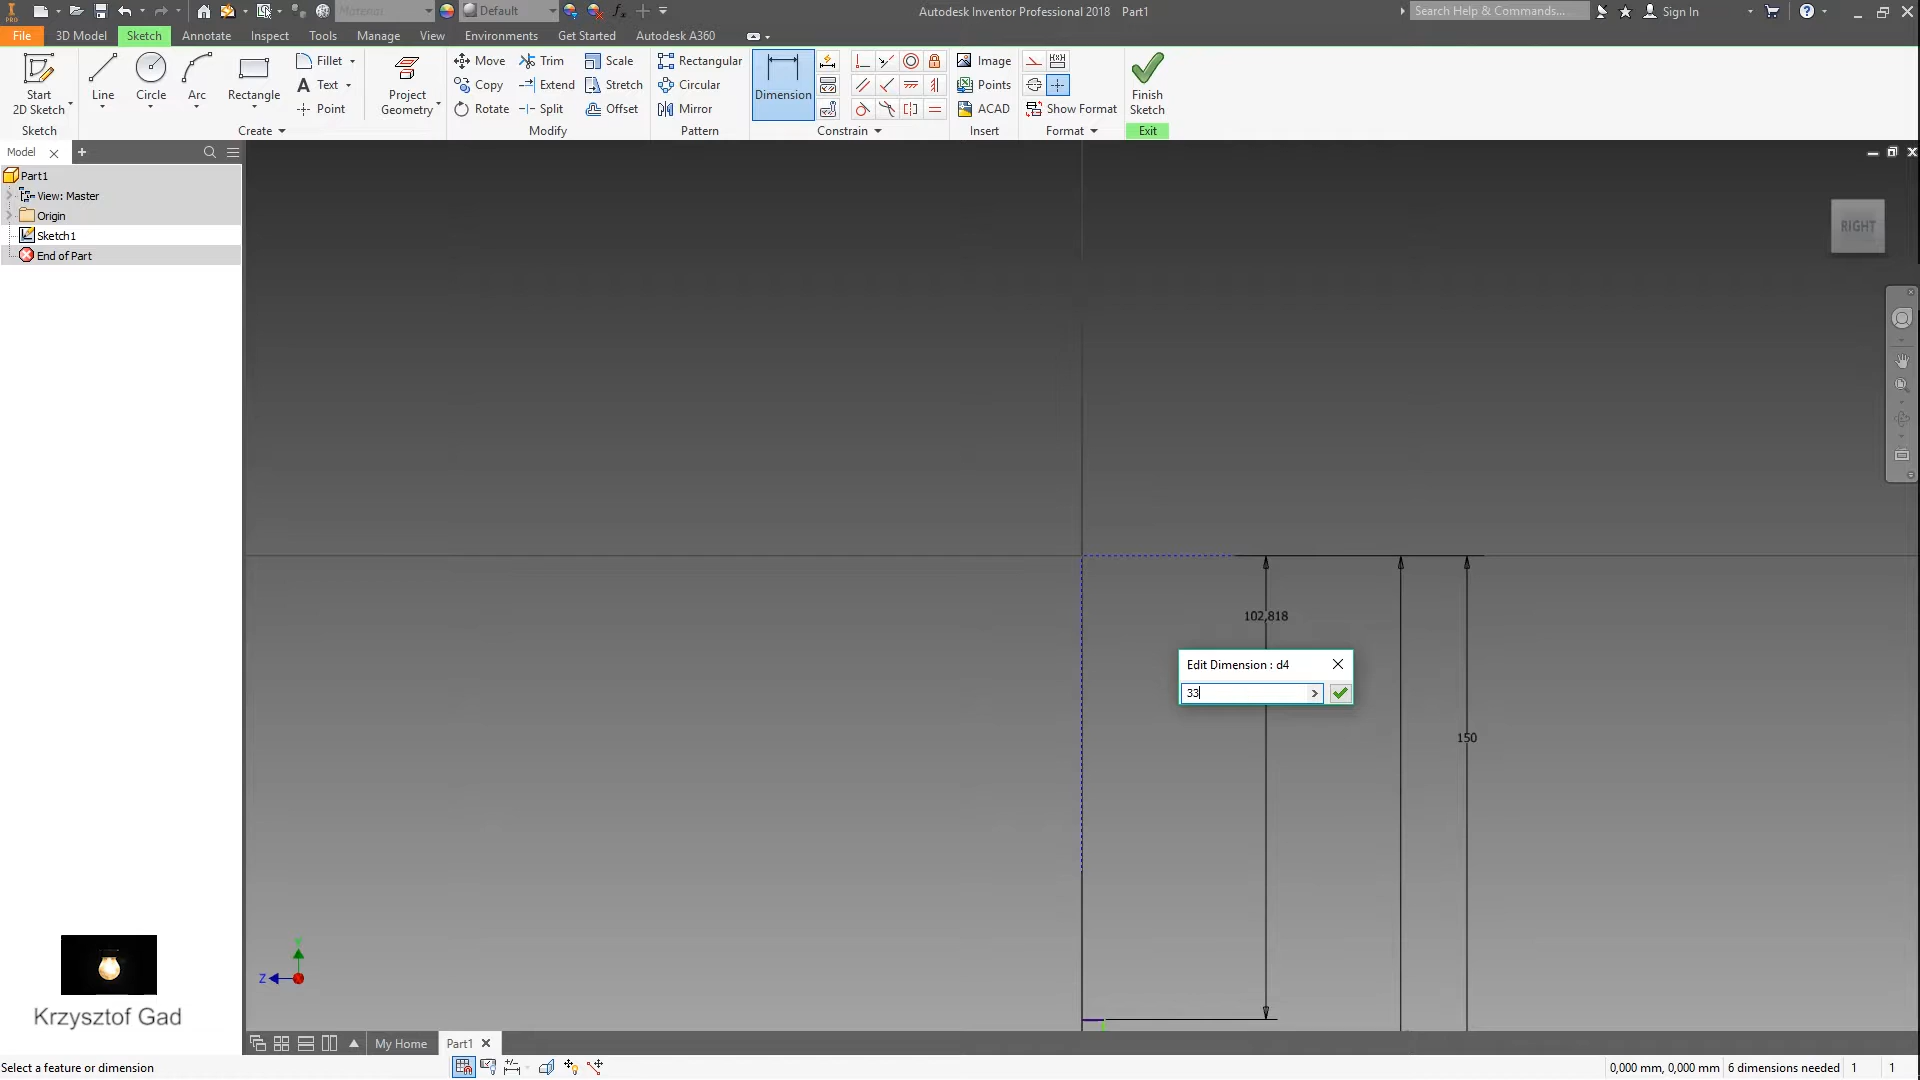 PRO
Material
Default
fx
Autodesk Inventor Professional 2018 Part1
Search Help & Commands...
Sign In
File
3D Model
Sketch
Annotate
Inspect
Tools
Manage
View
Environments
Get Started
Autodesk A360
Start
2D Sketch
Line
Circle
Arc
Rectangle
Fillet
Text
Point
Project
Geometry
Move
Copy
Rotate
Trim
Extend
Split
Scale
Stretch
Offset
Rectangular
Circular
Mirror
Dimension
Image
Points
ACAD
Show Format
Finish
Sketch
Sketch
Create
Modify
Pattern
Constrain
Insert
Format
Exit
Model
Part1
View: Master
Origin
Sketch1
End of Part
RIGHT
102,818
Edit Dimension : d4
33
150
Z
Krzysztof Gad
My Home
Part1
Select a feature or dimension
0,000 mm, 0,000 mm
6 dimensions needed
1
1